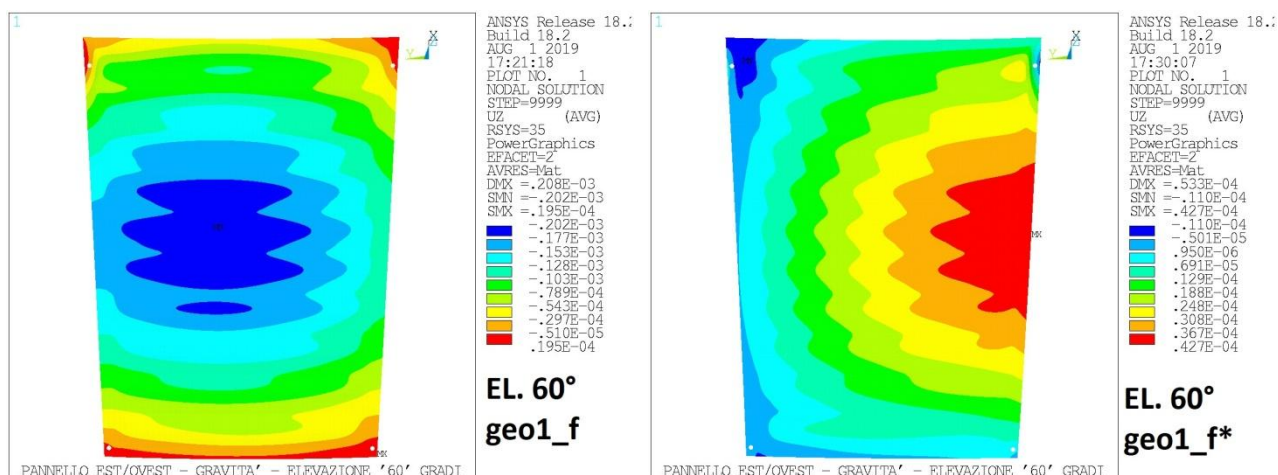 1
ANSYS Release 18.2
Build 18.2
AUG 1 2019
17:21:18
PLOT NO. 1
NODAL SOLUTION
STEP=9999
UZ (AVG)
RSYS=35
PowerGraphics
EFACET=2
AVRES=Mat
DMX =.208E-03
SMN =-.202E-03
SMX =.195E-04
-.202E-03
-.177E-03
-.153E-03
-.128E-03
-.103E-03
-.789E-04
-.543E-04
-.297E-04
-.510E-05
.195E-04
X
Y
MX
EL. 60°
geo1_f
PANNELLO EST/OVEST - GRAVITA' - ELEVAZIONE '60' GRADI
1
ANSYS Release 18.2
Build 18.2
AUG 1 2019
17:30:07
PLOT NO. 1
NODAL SOLUTION
STEP=9999
UZ (AVG)
RSYS=35
PowerGraphics
EFACET=2
AVRES=Mat
DMX =.533E-04
SMN =-.110E-04
SMX =.427E-04
-.110E-04
-.501E-05
.950E-06
.691E-05
.129E-04
.188E-04
.248E-04
.308E-04
.367E-04
.427E-04
X
Y
MX
EL. 60°
geo1_f*
PANNELLO EST/OVEST - GRAVITA' - ELEVAZIONE '60' GRADI